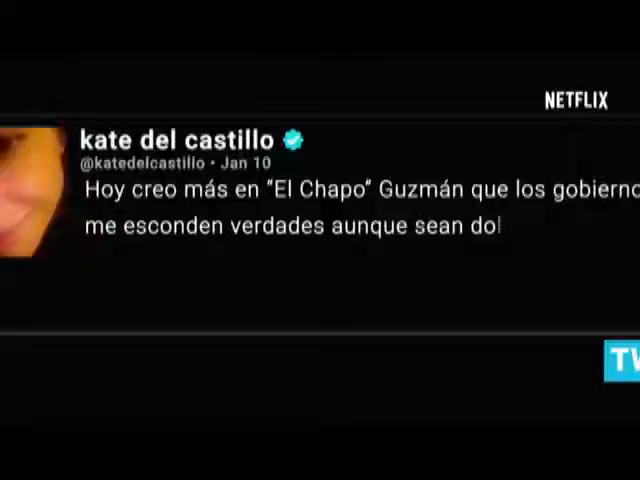 NETFLIX
kate del castillo
@katedelcastillo • Jan 10
Hoy creo más en “El Chapo” Guzmán que los gobierno
me esconden verdades aunque sean do
TW